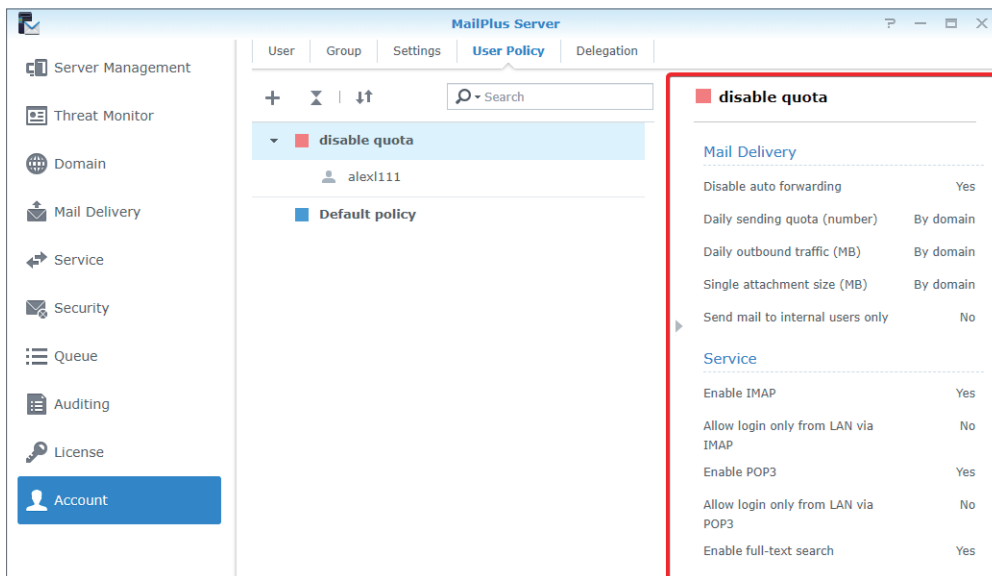 MailPlus Server
User Group Settings User Policy Delegation
Server Management
Threat Monitor
Domain
Mail Delivery
Service
Security
Queue
Auditing
License
Account
Search
disable quota
alexl111
Default policy
disable quota
Mail Delivery
Disable auto forwarding Yes
Daily sending quota (number) By domain
Daily outbound traffic (MB) By domain
Single attachment size (MB) By domain
Send mail to internal users only No
Service
Enable IMAP Yes
Allow login only from LAN via No
IMAP
Enable POP3 Yes
Allow login only from LAN via No
POP3
Enable full-text search Yes